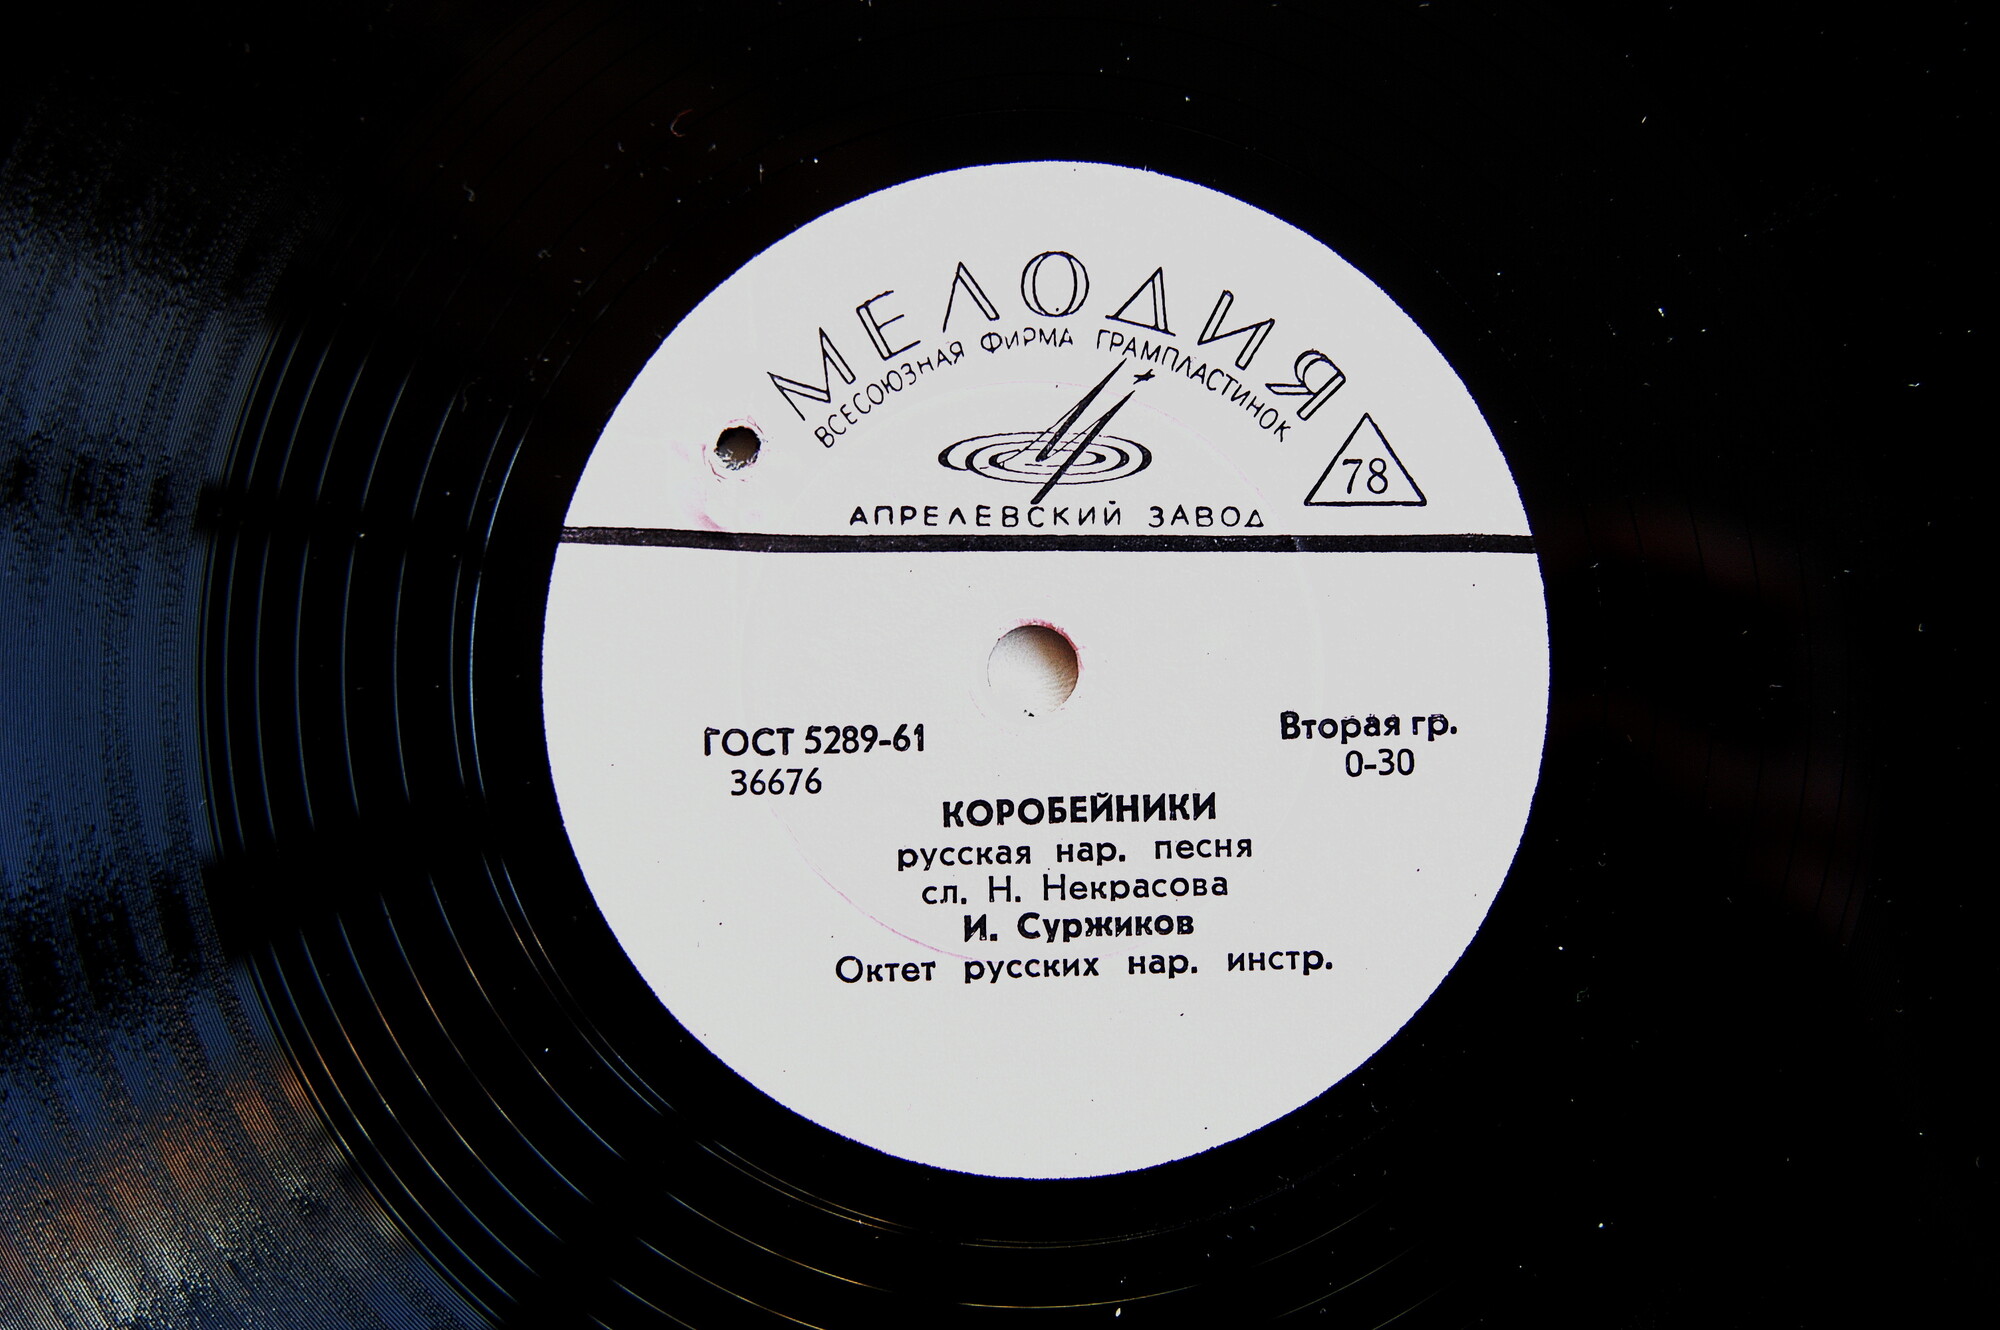 МЕЛОДИЯ
ВСЕСОЮЗНАЯ ФИРМА ГРАМПЛАСТИНОК
78
АПРЕЛЕВСКИЙ ЗАВОД
ГОСТ 5289-61
36676
Вторая гр.
0-30
КОРОБЕЙНИКИ
русская нар. песня
сл. Н. Некрасова
И. Суржиков
Октет русских нар. инстр.